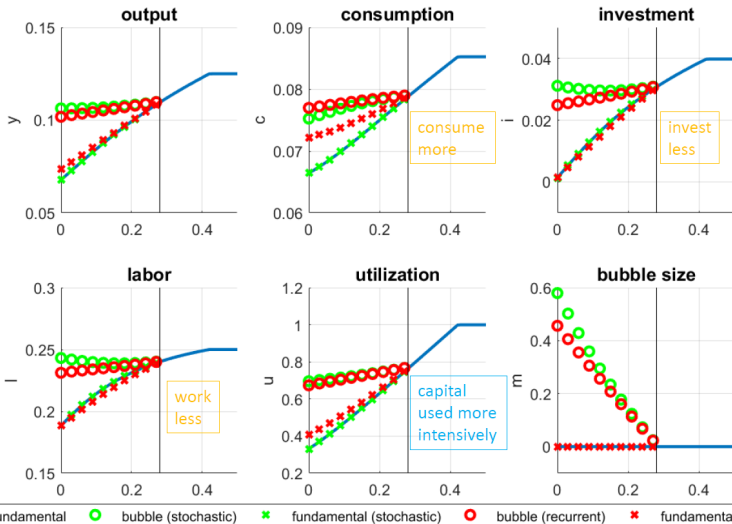 output
consumption
investment
0.15
0.1
0.05
y
0
0.2
0.4
0.09
0.08
0.07
0.06
c
0
0.2
0.4
consume
more
0.04
0.02
0
i
0
0.2
0.4
invest
less
labor
utilization
bubble size
0.3
0.25
0.2
0.15
l
0
0.2
0.4
work
less
1.2
1
0.8
0.6
0.4
0.2
u
0
0.2
0.4
capital
used more
intensively
0.6
0.4
0.2
0
m
0
0.2
0.4
undamental
bubble (stochastic)
fundamental (stochastic)
bubble (recurrent)
fundamenta